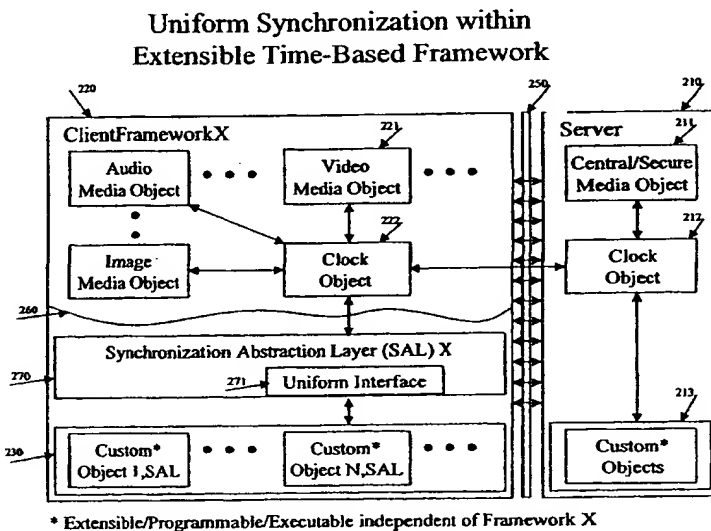 Uniform Synchronization within
Extensible Time-Based Framework
220
250
210
ClientFrameworkX
221
Server
211
Audio
Media Object
Video
Media Object
Central/Secure
Media Object
222
212
Image
Media Object
Clock
Object
Clock
Object
260
Synchronization Abstraction Layer (SAL) X
270
271
Uniform Interface
213
230
Custom*
Object 1,SAL
Custom*
Object N,SAL
Custom*
Objects
* Extensible/Programmable/Executable independent of Framework X